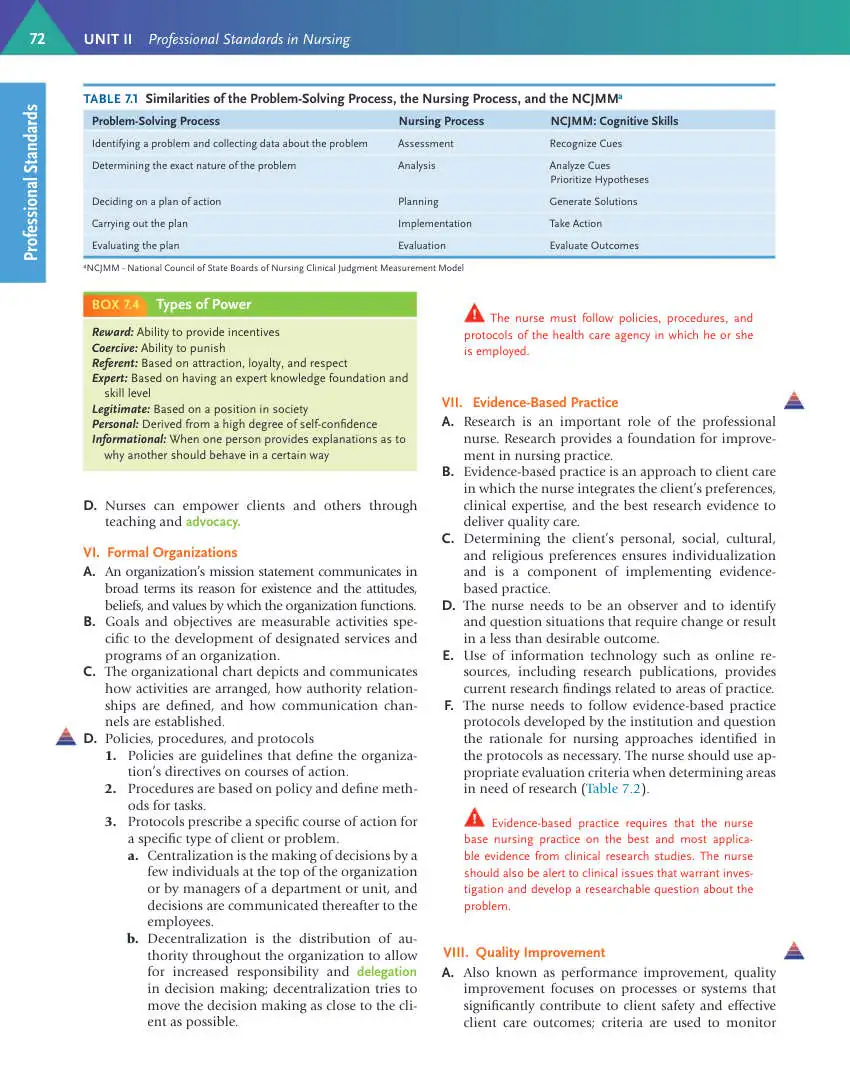 72
UNIT II Professional Standards in Nursing
Professional Standards
TABLE 7.1 Similarities of the Problem-Solving Process, the Nursing Process, and the NCJMMᵃ
Problem-Solving Process Nursing Process NCJMM: Cognitive Skills
Identifying a problem and collecting data about the problem Assessment Recognize Cues
Determining the exact nature of the problem Analysis Analyze Cues
Prioritize Hypotheses
Deciding on a plan of action Planning Generate Solutions
Carrying out the plan Implementation Take Action
Evaluating the plan Evaluation Evaluate Outcomes
ᵃNCJMM - National Council of State Boards of Nursing Clinical Judgment Measurement Model
BOX 7.4 Types of Power
Reward: Ability to provide incentives
Coercive: Ability to punish
Referent: Based on attraction, loyalty, and respect
Expert: Based on having an expert knowledge foundation and
skill level
Legitimate: Based on a position in society
Personal: Derived from a high degree of self-confidence
Informational: When one person provides explanations as to
why another should behave in a certain way
D. Nurses can empower clients and others through
teaching and advocacy.
VI. Formal Organizations
A. An organization's mission statement communicates in
broad terms its reason for existence and the attitudes,
beliefs, and values by which the organization functions.
B. Goals and objectives are measurable activities spe-
cific to the development of designated services and
programs of an organization.
C. The organizational chart depicts and communicates
how activities are arranged, how authority relation-
ships are defined, and how communication chan-
nels are established.
D. Policies, procedures, and protocols
1. Policies are guidelines that define the organiza-
tion's directives on courses of action.
2. Procedures are based on policy and define meth-
ods for tasks.
3. Protocols prescribe a specific course of action for
a specific type of client or problem.
a. Centralization is the making of decisions by a
few individuals at the top of the organization
or by managers of a department or unit, and
decisions are communicated thereafter to the
employees.
b. Decentralization is the distribution of au-
thority throughout the organization to allow
for increased responsibility and delegation
in decision making; decentralization tries to
move the decision making as close to the cli-
ent as possible.
The nurse must follow policies, procedures, and
protocols of the health care agency in which he or she
is employed.
VII. Evidence-Based Practice
A. Research is an important role of the professional
nurse. Research provides a foundation for improve-
ment in nursing practice.
B. Evidence-based practice is an approach to client care
in which the nurse integrates the client's preferences,
clinical expertise, and the best research evidence to
deliver quality care.
C. Determining the client's personal, social, cultural,
and religious preferences ensures individualization
and is a component of implementing evidence-
based practice.
D. The nurse needs to be an observer and to identify
and question situations that require change or result
in a less than desirable outcome.
E. Use of information technology such as online re-
sources, including research publications, provides
current research findings related to areas of practice.
F. The nurse needs to follow evidence-based practice
protocols developed by the institution and question
the rationale for nursing approaches identified in
the protocols as necessary. The nurse should use ap-
propriate evaluation criteria when determining areas
in need of research (Table 7.2).
Evidence-based practice requires that the nurse
base nursing practice on the best and most applica-
ble evidence from clinical research studies. The nurse
should also be alert to clinical issues that warrant inves-
tigation and develop a researchable question about the
problem.
VIII. Quality Improvement
A. Also known as performance improvement, quality
improvement focuses on processes or systems that
significantly contribute to client safety and effective
client care outcomes; criteria are used to monitor